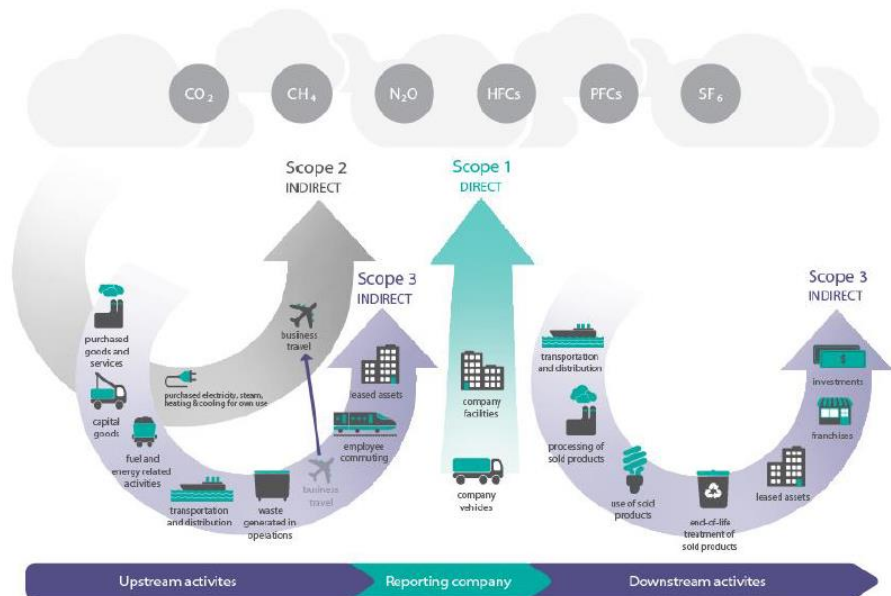 CO2
CH4
N2O
HFCs
PFCs
SF6
Scope 2
INDIRECT
Scope 1
DIRECT
Scope 3
INDIRECT
Scope 3
INDIRECT
purchased
goods and
services
capital
goods
fuel and
energy related
activities
purchased electricity, steam,
heating & cooling for own use
transportation
and distribution
waste
generated in
operations
business
travel
business
travel
employee
commuting
leased assets
company
facilities
company
vehicles
transportation
and distribution
processing of
sold products
use of sold
products
end-of-life
treatment of
sold products
leased assets
franchises
investments
Upstream activites
Reporting company
Downstream activites